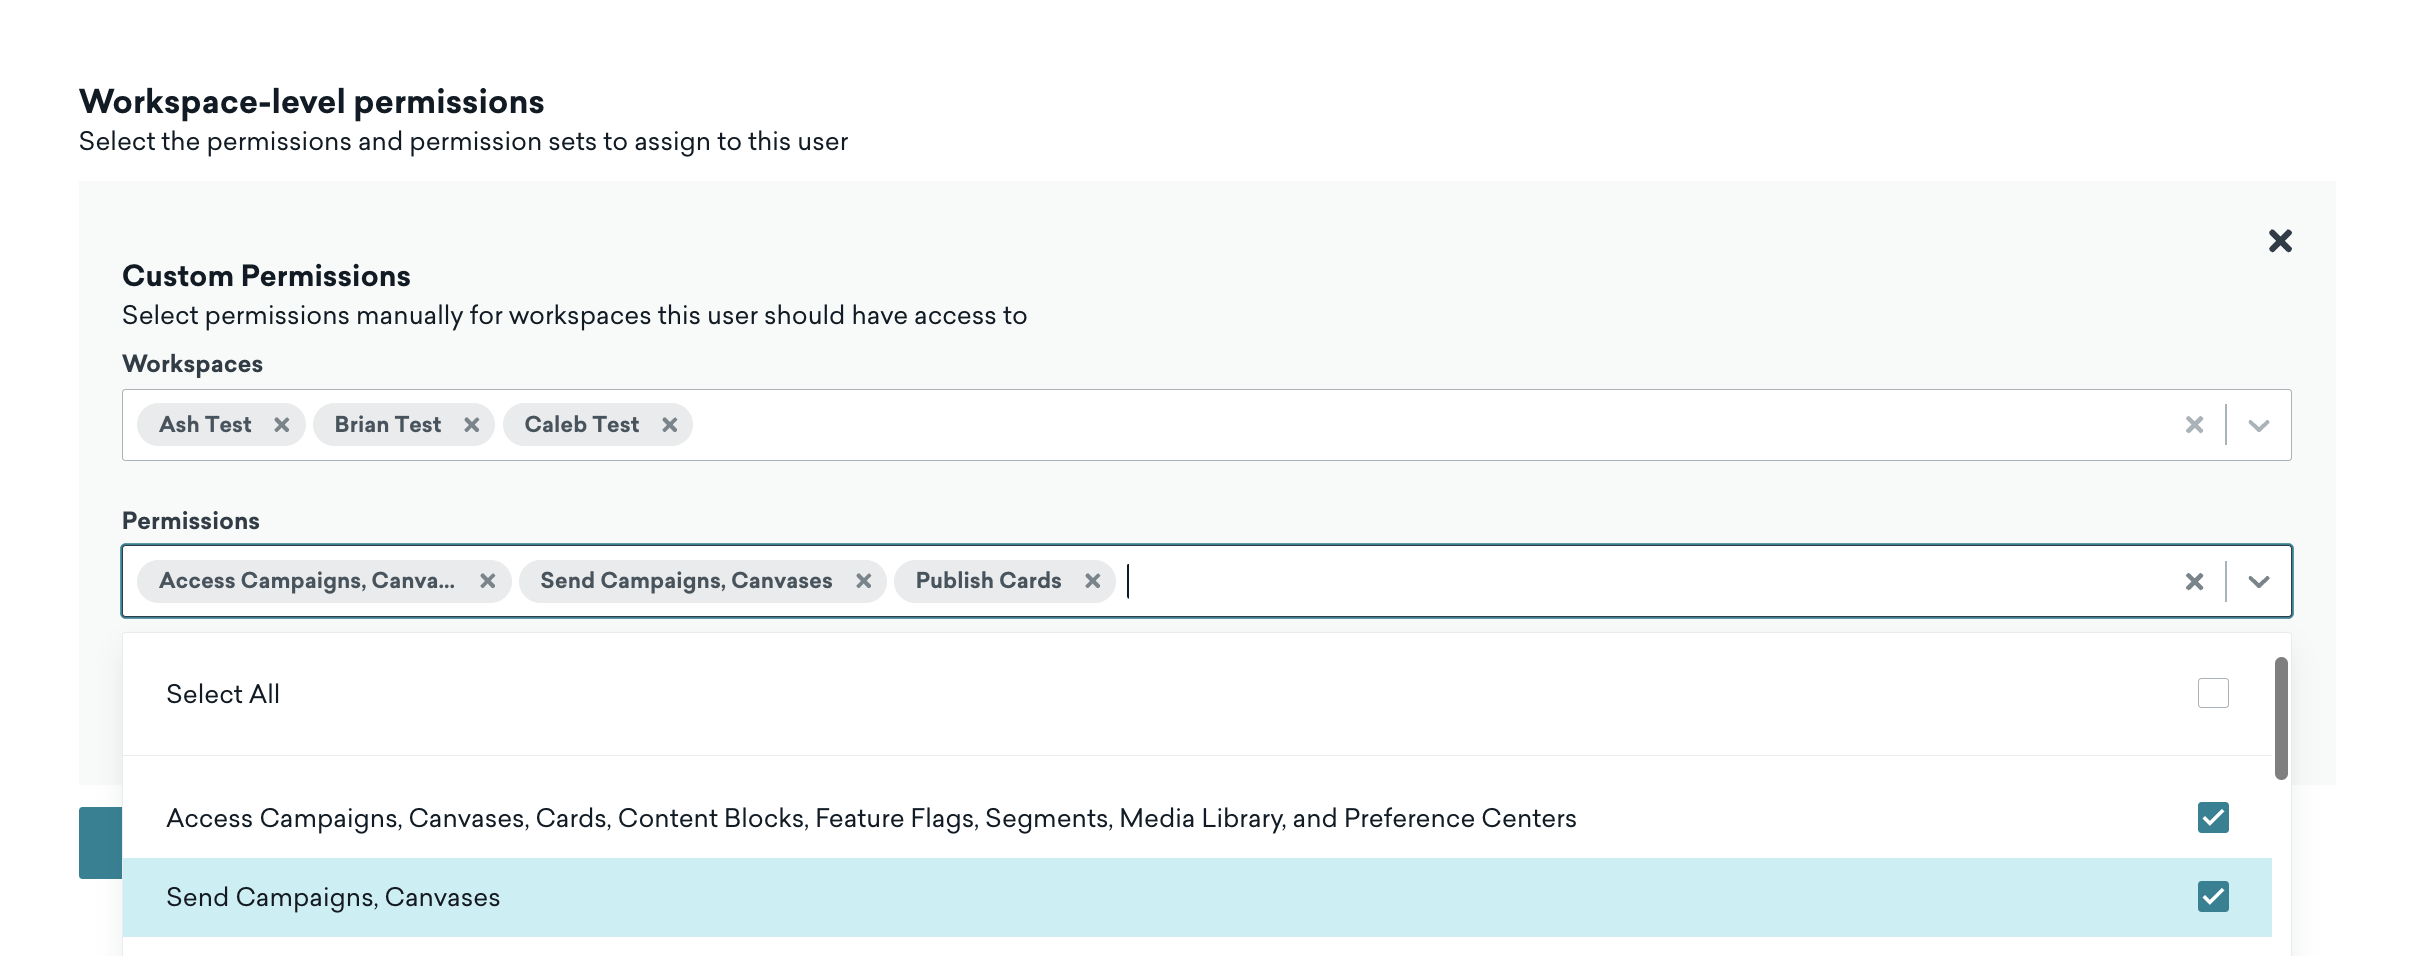 Workspace-level permissions
Select the permissions and permission sets to assign to this user
Custom Permissions
Select permissions manually for workspaces this user should have access to
Workspaces
Ash Test Brian Test Caleb Test
Permissions
Access Campaigns, Canva... Send Campaigns, Canvases Publish Cards
Select All
Access Campaigns, Canvases, Cards, Content Blocks, Feature Flags, Segments, Media Library, and Preference Centers
Send Campaigns, Canvases